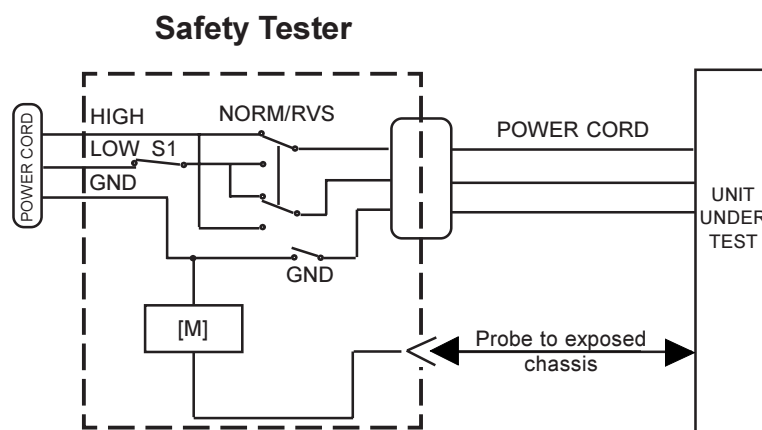 Safety Tester
POWER CORD
HIGH
NORM/RVS
LOW S1
GND
GND
[M]
POWER CORD
UNIT
UNDER
TEST
Probe to exposed
chassis